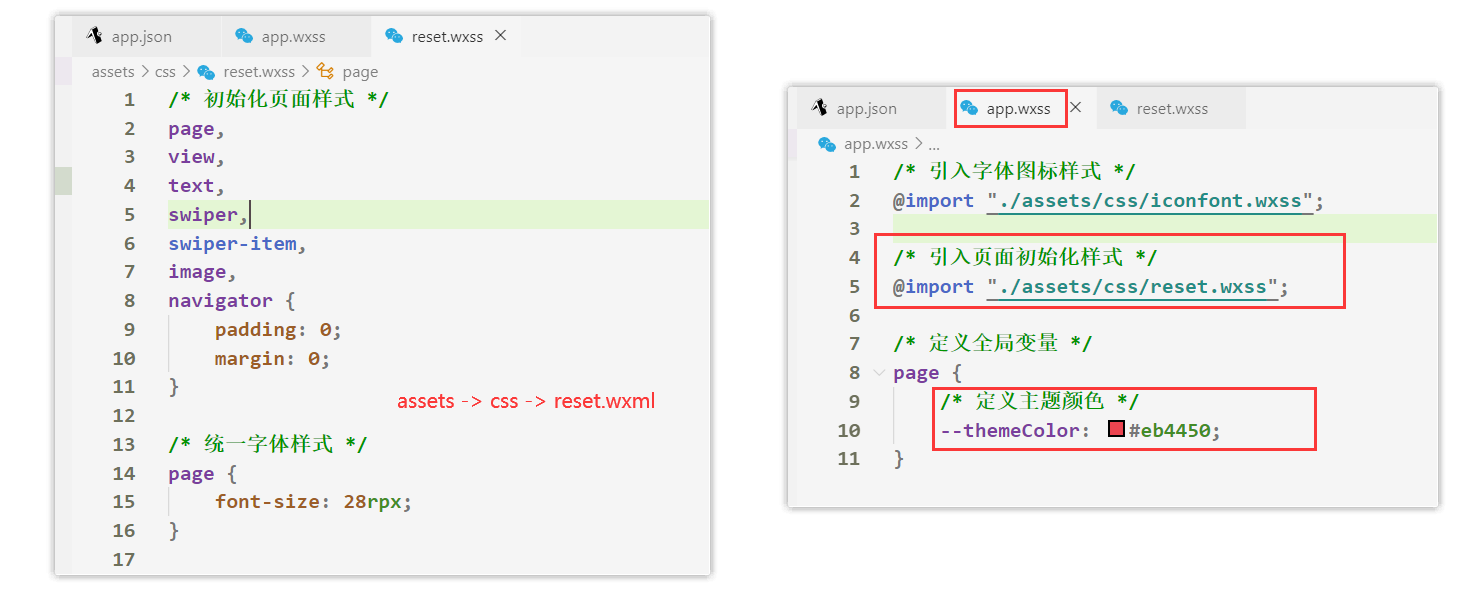 app.json app.wxss reset.wxss
assets > css > reset.wxss > page
1 /* 初始化页面样式 */
2 page,
3 view,
4 text,
5 swiper,
6 swiper-item,
7 image,
8 navigator {
9 padding: 0;
10 margin: 0;
11 }
assets -> css -> reset.wxml
12
13 /* 统一字体样式 */
14 page {
15 font-size: 28rpx;
16 }
17
app.json app.wxss reset.wxss
app.wxss > ...
1 /* 引入字体图标样式 */
2 @import "./assets/css/iconfont.wxss";
3
4 /* 引入页面初始化样式 */
5 @import "./assets/css/reset.wxss";
6
7 /* 定义全局变量 */
8 page {
9 /* 定义主题颜色 */
10 --themeColor: #eb4450;
11 }